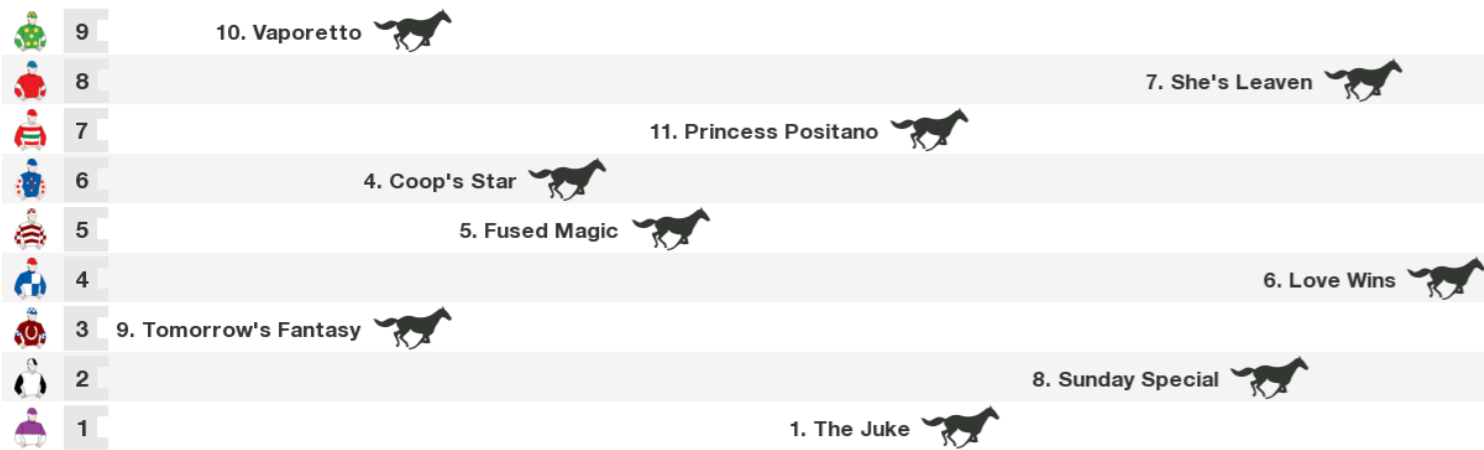 9 10. Vaporetto
8 7. She's Leaven
7 11. Princess Positano
6 4. Coop's Star
5 5. Fused Magic
4 6. Love Wins
3 9. Tomorrow's Fantasy
2 8. Sunday Special
1 1. The Juke